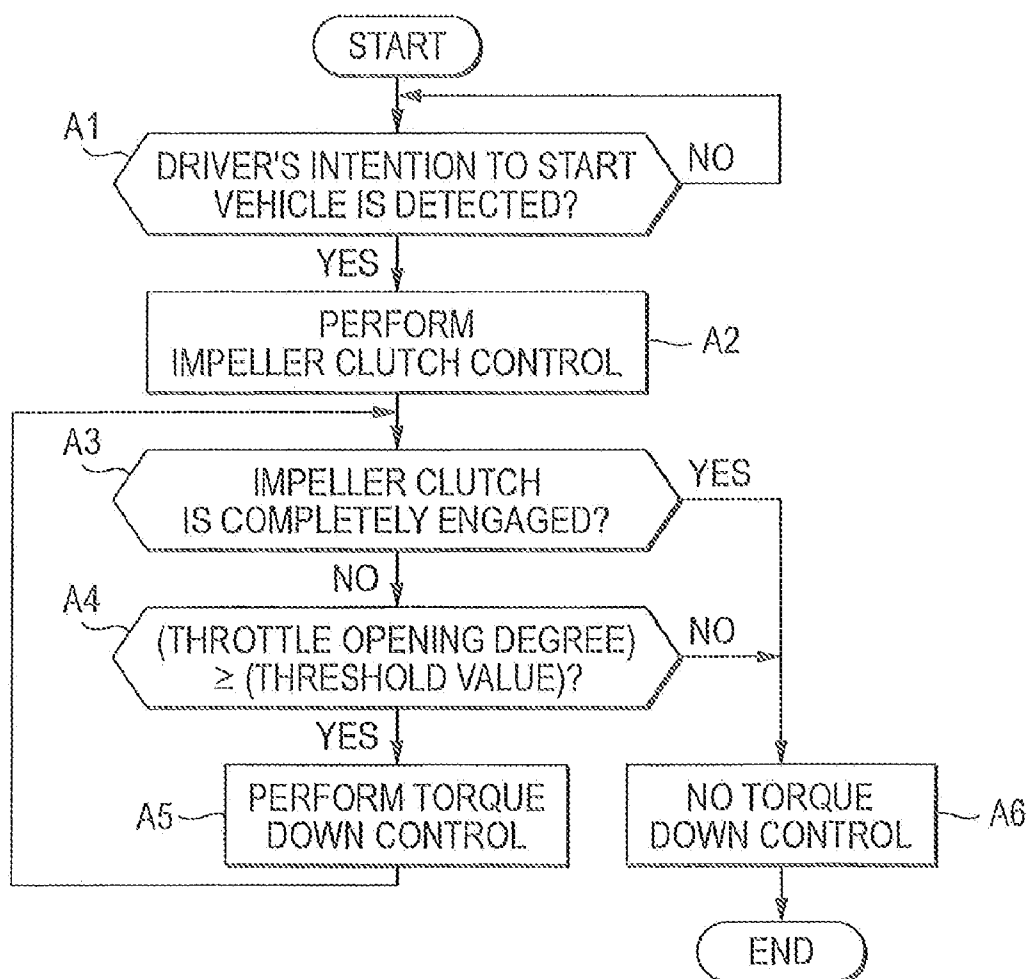 START
A1
DRIVER'S INTENTION TO START
VEHICLE IS DETECTED?
NO
YES
PERFORM
IMPELLER CLUTCH CONTROL
A2
A3
IMPELLER CLUTCH
IS COMPLETELY ENGAGED?
YES
NO
A4
(THROTTLE OPENING DEGREE)
≥ (THRESHOLD VALUE)?
NO
YES
A5
PERFORM TORQUE
DOWN CONTROL
NO TORQUE
DOWN CONTROL
A6
END